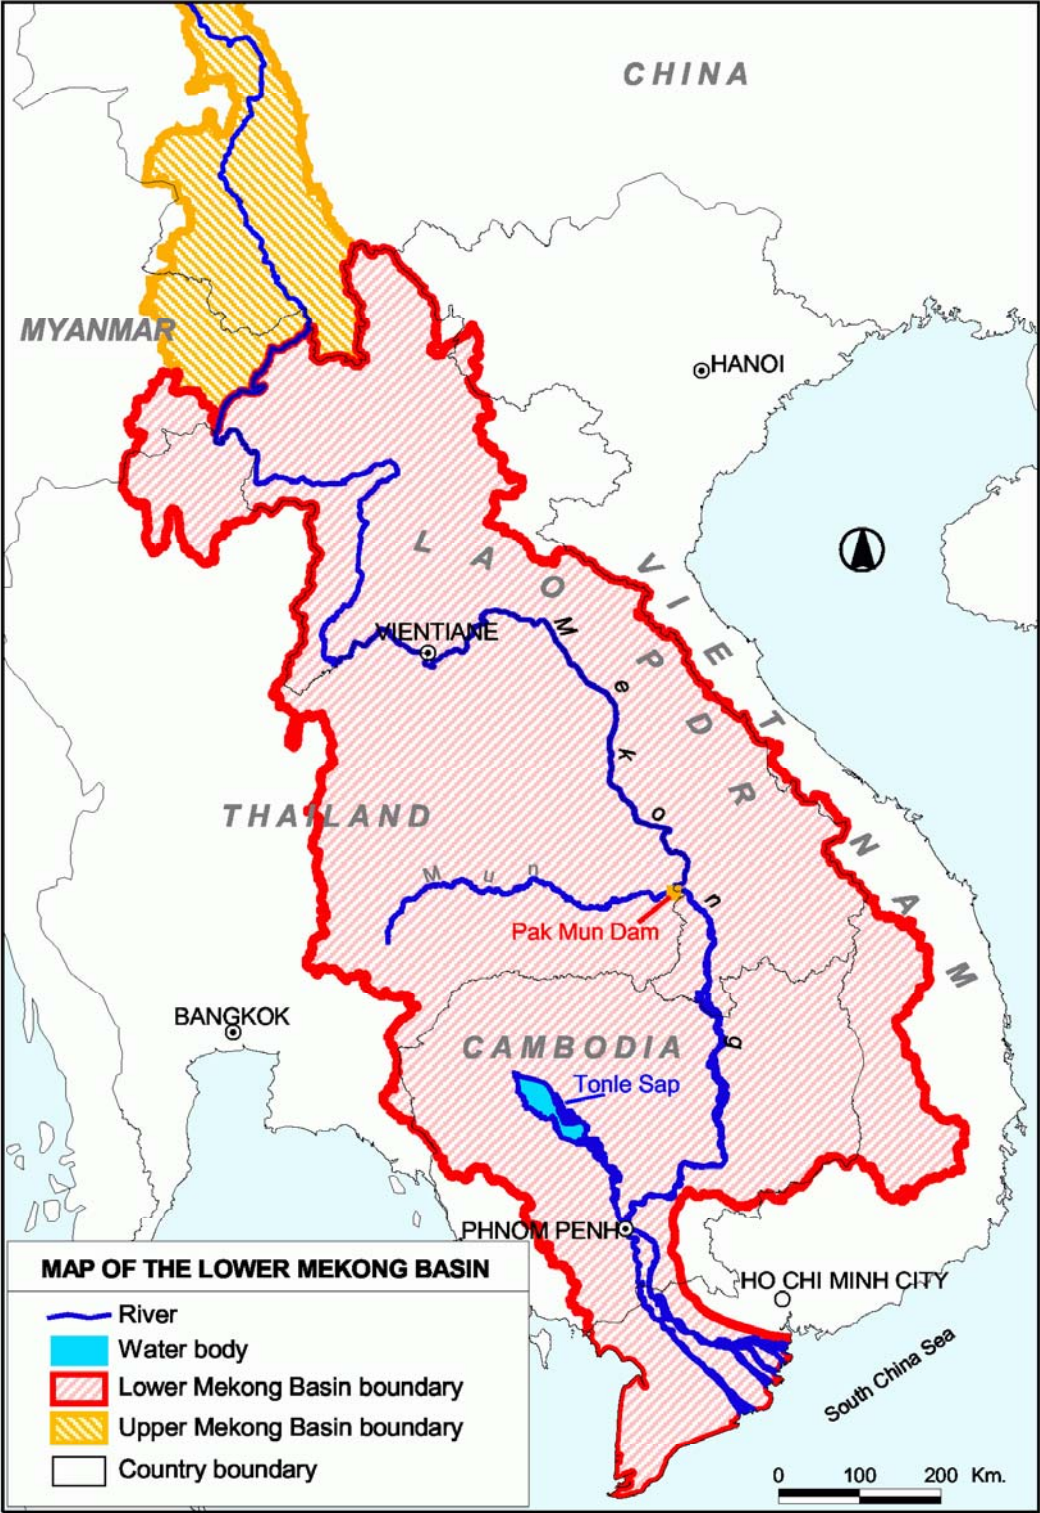 CHINA
MYANMAR
HANOI
LAO PDR
VIETNAM
VIENTIANE
Mekong
THAILAND
Mun
Pak Mun Dam
BANGKOK
CAMBODIA
Tonle Sap
PHNOM PENH
HO CHI MINH CITY
South China Sea
MAP OF THE LOWER MEKONG BASIN
River
Water body
Lower Mekong Basin boundary
Upper Mekong Basin boundary
Country boundary
0 100 200 Km.